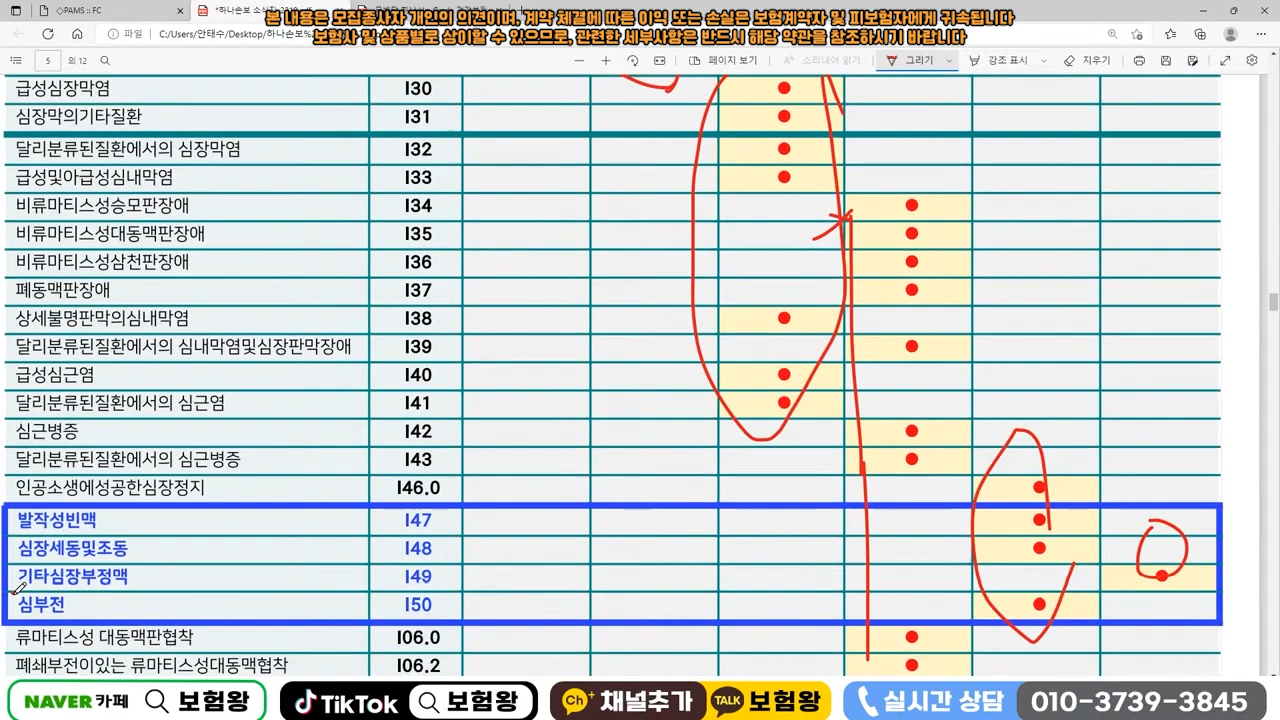 ◇PAMS :: FC
본 내용은 모집종사자 개인의 의견이며, 계약 체결에 따른 이익 또는 손실은 보험계약자 및 피보험자에게 귀속됩니다
보험사 및 상품별로 상이할 수 있으므로, 관련한 세부사항은 반드시 해당 약관을 참조하시기 바랍니다
파일
C:/Users/안태수/Desktop/하나손보%
5 의 12
페이지 보기
소리내어 읽기
그리기
강조 표시
지우기
급성심장막염 I30
심장막의기타질환 I31
달리분류된질환에서의 심장막염 I32
급성및아급성심내막염 I33
비류마티스성승모판장애 I34
비류마티스성대동맥판장애 I35
비류마티스성삼천판장애 I36
폐동맥판장애 I37
상세불명판막의심내막염 I38
달리분류된질환에서의 심내막염및심장판막장애 I39
급성심근염 I40
달리분류된질환에서의 심근염 I41
심근병증 I42
달리분류된질환에서의 심근병증 I43
인공소생에성공한심장정지 I46.0
발작성빈맥 I47
심장세동및조동 I48
기타심장부정맥 I49
심부전 I50
류마티스성 대동맥판협착 I06.0
폐쇄부전이있는 류마티스성대동맥협착 I06.2
NAVER 카페 보험왕
TikTok 보험왕
Ch+ 채널추가 TALK 보험왕
실시간 상담 010-3739-3845